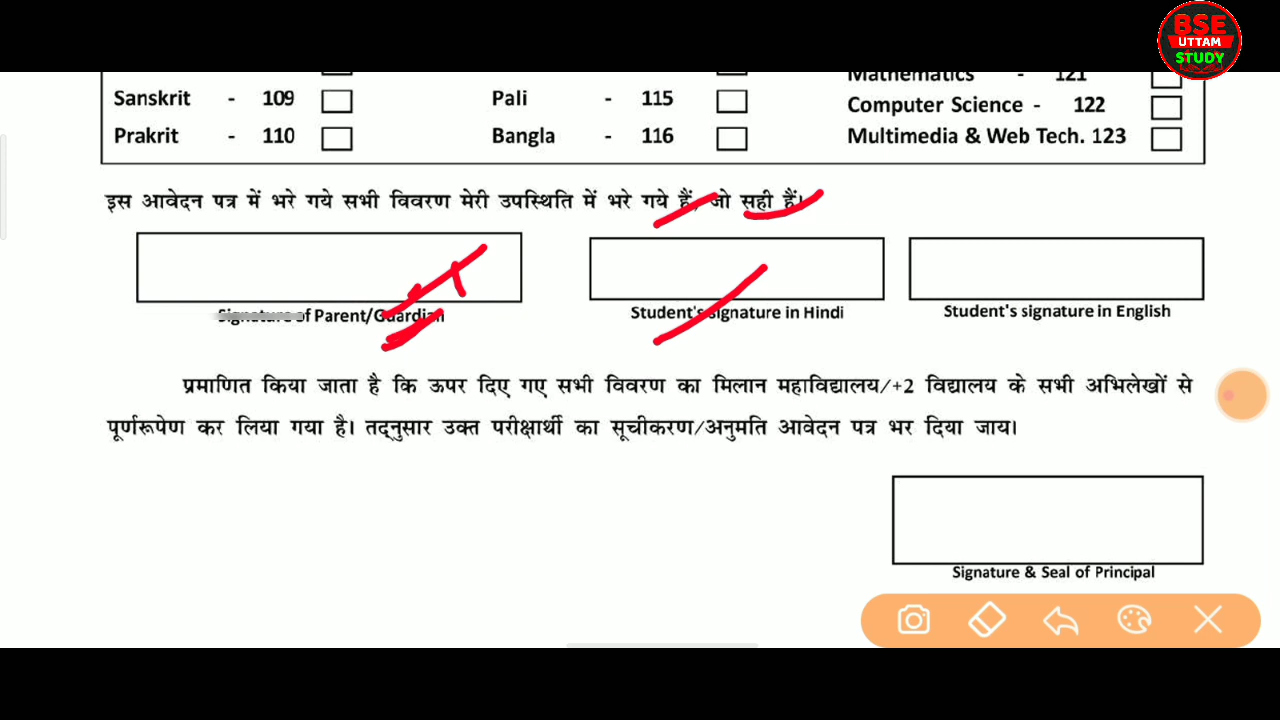 BSE
UTTAM
STUDY
Mathematics - 121
Sanskrit - 109 Pali - 115 Computer Science - 122
Prakrit - 110 Bangla - 116 Multimedia & Web Tech. 123
इस आवेदन पत्र में भरे गये सभी विवरण मेरी उपस्थिति में भरे गये हैं, जो सही हैं।
Signature of Parent/Guardian Student's signature in Hindi Student's signature in English
प्रमाणित किया जाता है कि ऊपर दिए गए सभी विवरण का मिलान महाविद्यालय/+2 विद्यालय के सभी अभिलेखों से
पूर्णरूपेण कर लिया गया है। तद्नुसार उक्त परीक्षार्थी का सूचीकरण/अनुमति आवेदन पत्र भर दिया जाय।
Signature & Seal of Principal